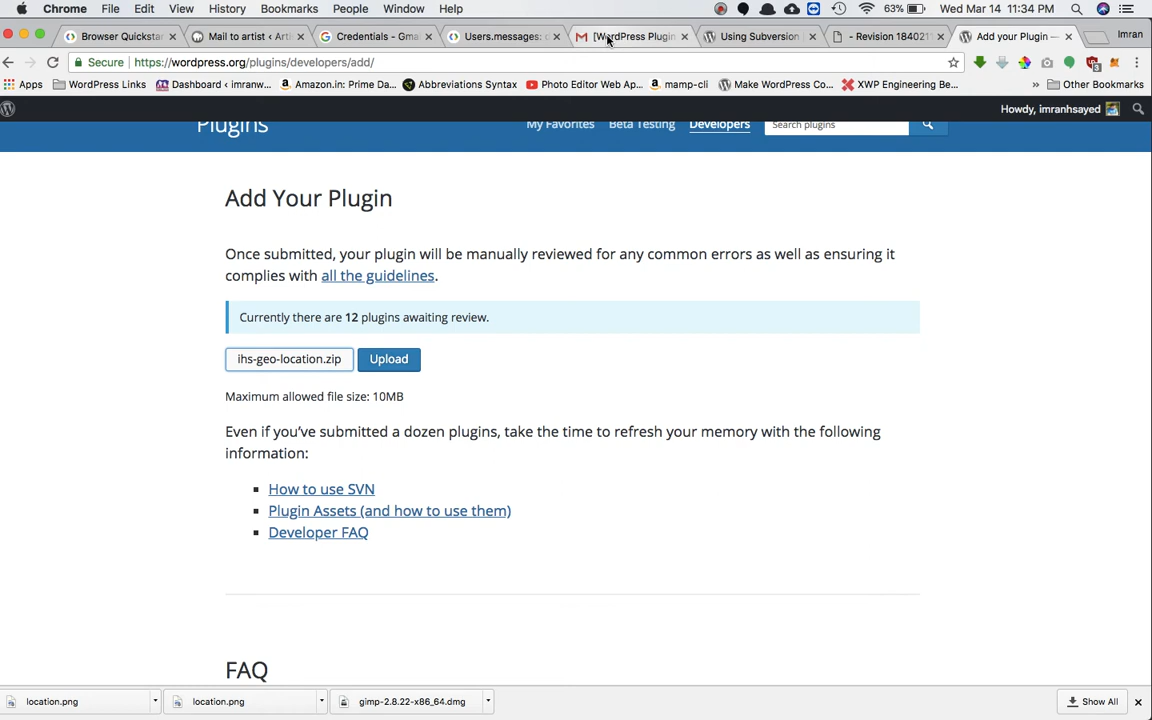 Chrome File Edit View History Bookmarks People Window Help 63% Wed Mar 14 11:34 PM
Browser Quickstar Mail to artist ‹ Arti Credentials - Gma Users.messages: [WordPress Plugin Using Subversion - Revision 184021 Add your Plugin — Imran
Secure https://wordpress.org/plugins/developers/add/
Apps WordPress Links Dashboard ‹ imranw... Amazon.in: Prime Da... Abbreviations Syntax Photo Editor Web Ap... mamp-cli Make WordPress Co... XWP Engineering Be... » Other Bookmarks
Howdy, imranhsayed
Plugins My Favorites Beta Testing Developers Search plugins
Add Your Plugin
Once submitted, your plugin will be manually reviewed for any common errors as well as ensuring it
complies with all the guidelines.
Currently there are 12 plugins awaiting review.
ihs-geo-location.zip Upload
Maximum allowed file size: 10MB
Even if you’ve submitted a dozen plugins, take the time to refresh your memory with the following
information:
How to use SVN
Plugin Assets (and how to use them)
Developer FAQ
FAQ
location.png location.png gimp-2.8.22-x86_64.dmg Show All